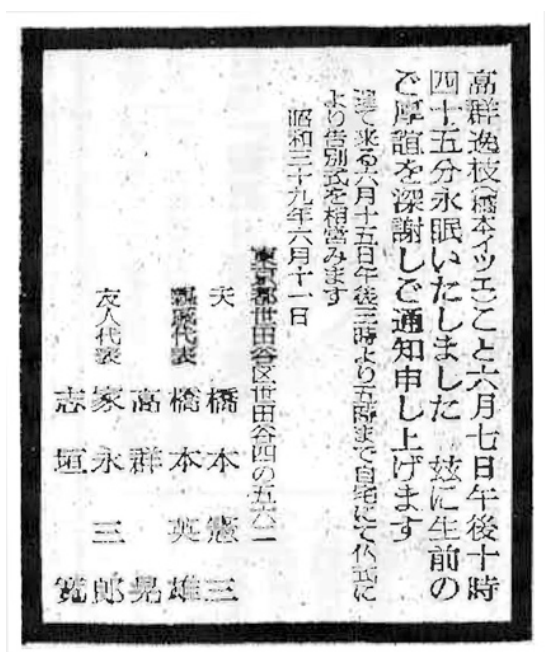 高群逸枝(橋本イツエ)こと六月七日午後十時
四十五分永眠いたしました 玆に生前の
ご厚誼を深謝しご通知申し上げます
追て来る六月十五日午後三時より五時まで自宅にて仏式に
より告別式を相営みます
昭和三十九年六月十一日
東京都世田谷区世田谷四の五六二
夫 橋本憲三
親戚代表 橋本英雄
高群晃
友人代表 家永三郎
志垣寛